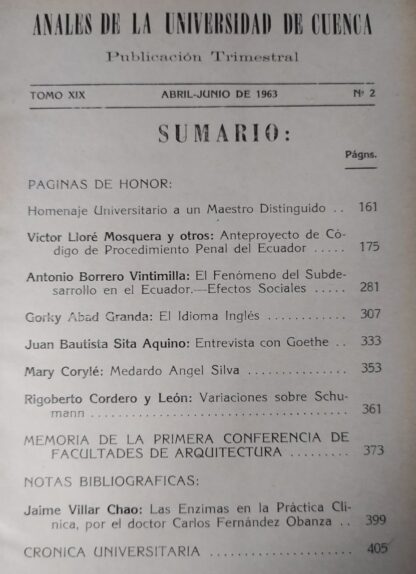 ANALES DE LA UNIVERSIDAD DE CUENCA
Publicación Trimestral
TOMO XIX ABRIL-JUNIO DE 1963 Nº 2
SUMARIO:
Págns.
PAGINAS DE HONOR:
Homenaje Universitario a un Maestro Distinguido .. 161
Víctor Lloré Mosquera y otros: Anteproyecto de Có-
digo de Procedimiento Penal del Ecuador ..... 175
Antonio Borrero Vintimilla: El Fenómeno del Subde-
sarrollo en el Ecuador.—Efectos Sociales ..... 281
Gorky Abad Granda: El Idioma Inglés ............ 307
Juan Bautista Sita Aquino: Entrevista con Goethe .. 333
Mary Corylé: Medardo Angel Silva ............... 353
Rigoberto Cordero y León: Variaciones sobre Schu-
mann ........................................ 361
MEMORIA DE LA PRIMERA CONFERENCIA DE
FACULTADES DE ARQUITECTURA ......... 373
NOTAS BIBLIOGRAFICAS:
Jaime Villar Chao: Las Enzimas en la Práctica Clí-
nica, por el doctor Carlos Fernández Obanza .. 399
CRONICA UNIVERSITARIA ..................... 405